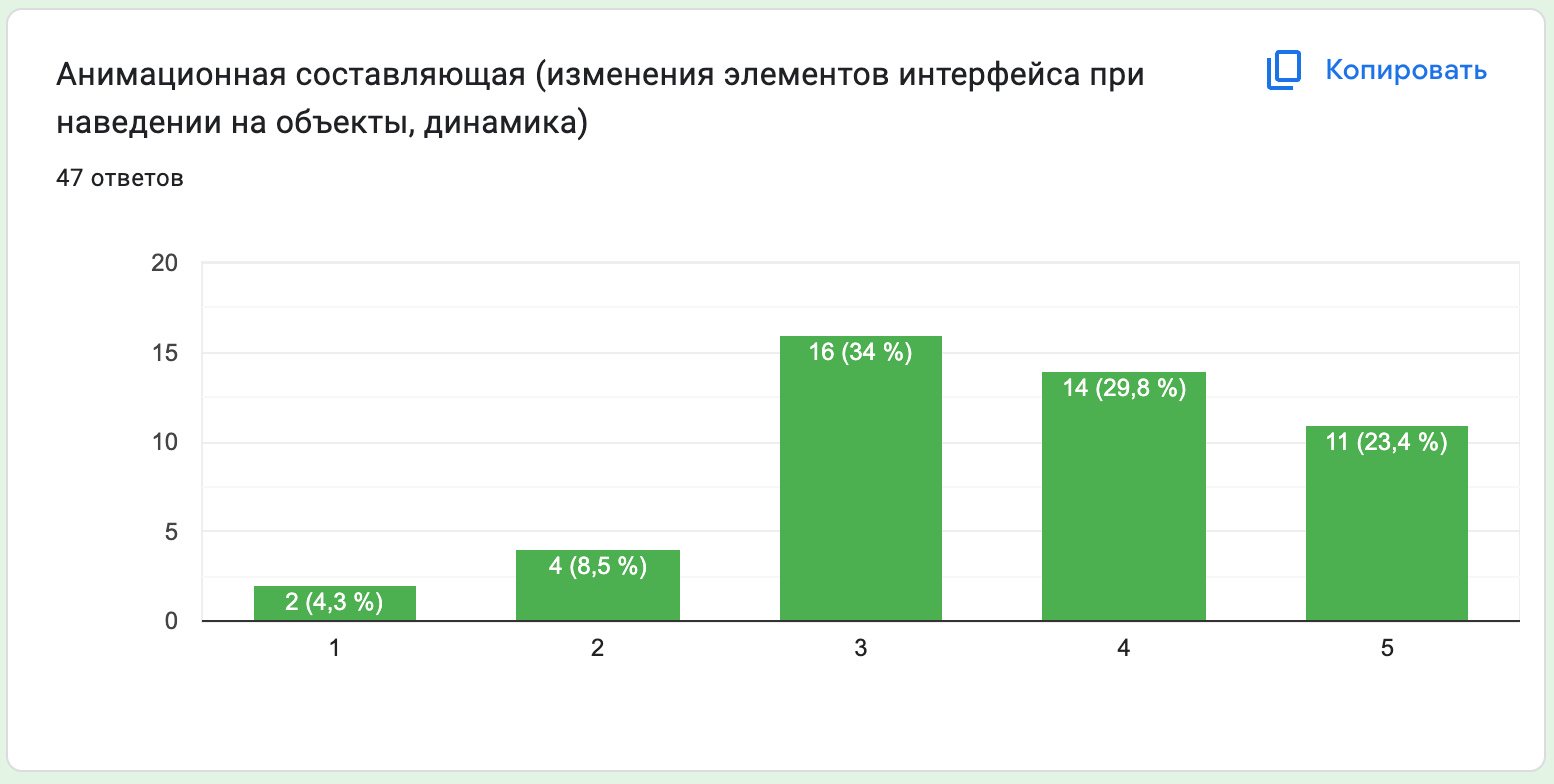 Анимационная составляющая (изменения элементов интерфейса при
наведении на объекты, динамика)
Копировать
47 ответов
20
15
10
5
0
2 (4,3 %)
4 (8,5 %)
16 (34 %)
14 (29,8 %)
11 (23,4 %)
1
2
3
4
5